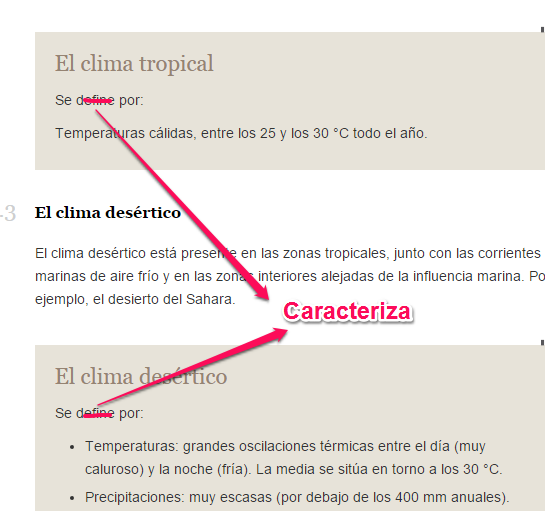 El clima tropical
Se define por:
Temperaturas cálidas, entre los 25 y los 30 °C todo el año.
3
El clima desértico
El clima desértico está presente en las zonas tropicales, junto con las corrientes
marinas de aire frío y en las zonas interiores alejadas de la influencia marina. Po
ejemplo, el desierto del Sahara.
Caracteriza
El clima desértico
Se define por:
• Temperaturas: grandes oscilaciones térmicas entre el día (muy
caluroso) y la noche (fría). La media se sitúa en torno a los 30 °C.
• Precipitaciones: muy escasas (por debajo de los 400 mm anuales).